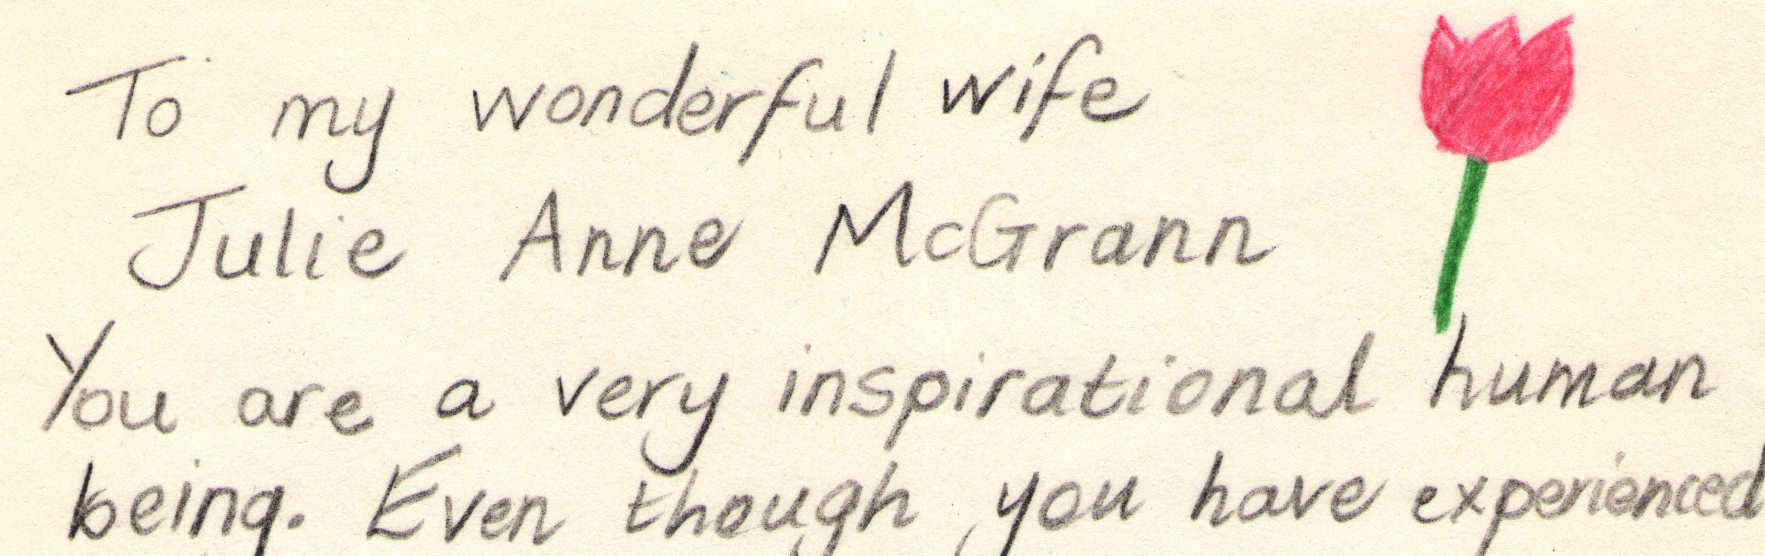 To my wonderful wife
Julie Anne McGrann
You are a very inspirational human
being. Even though you have experienced